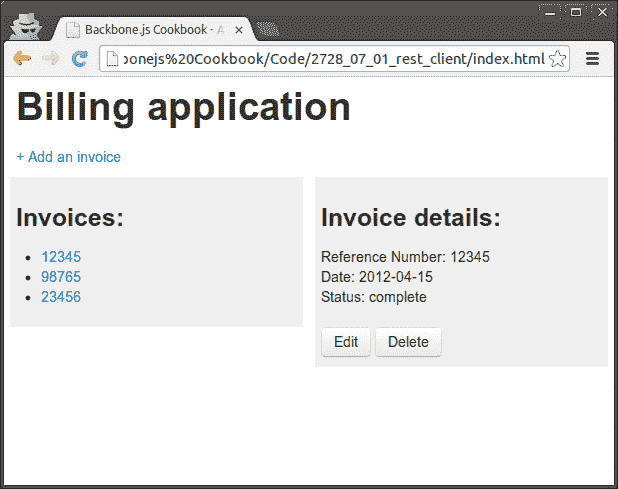 Backbone.js Cookbook - A
onejs%20Cookbook/Code/2728_07_01_rest_client/index.html
Billing application
+ Add an invoice
Invoices:
12345
98765
23456
Invoice details:
Reference Number: 12345
Date: 2012-04-15
Status: complete
Edit
Delete